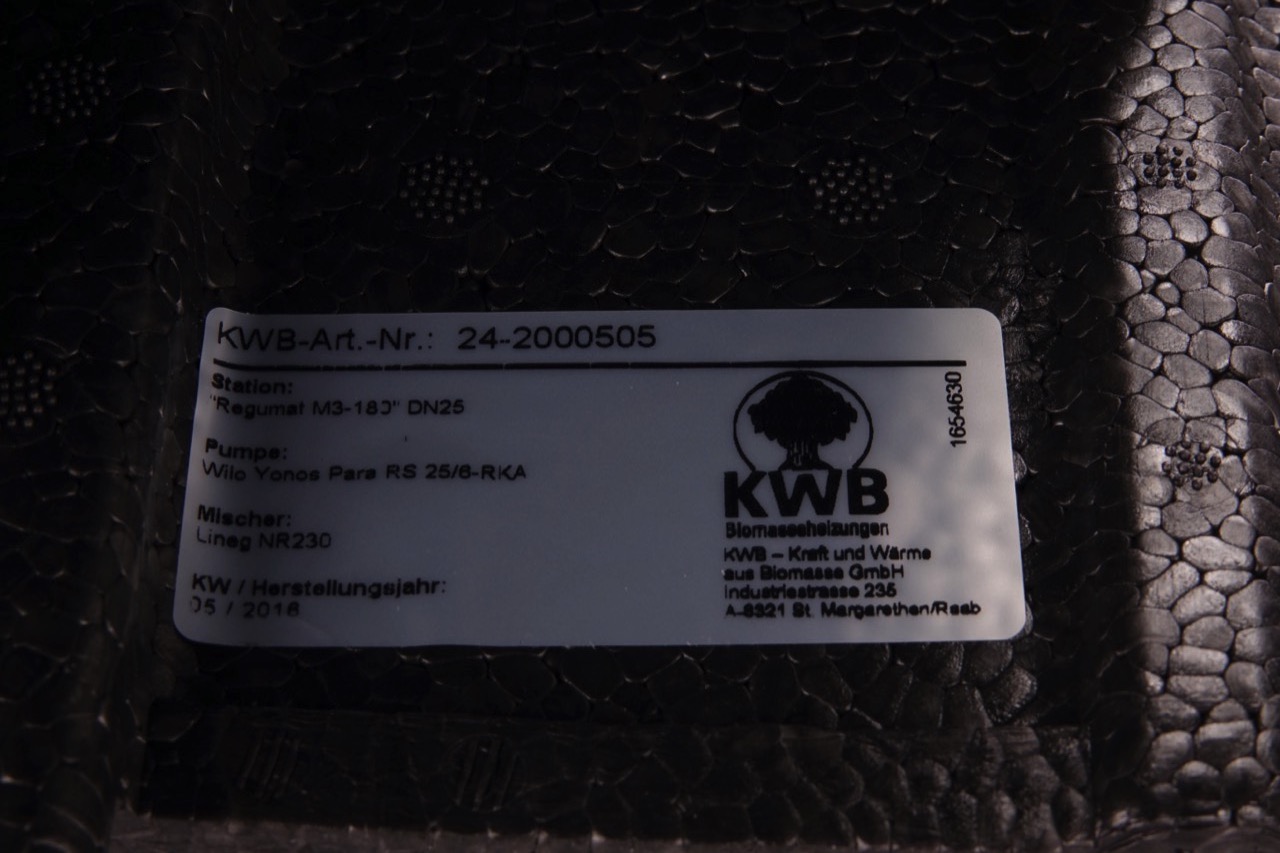 KWB-Art.-Nr.: 24-2000505
Station:
"Regumat M3-180" DN25
Pumpe:
Wilo Yonos Para RS 25/6-RKA
Mischer:
Lineg NR230
KW / Herstellungsjahr:
05 / 2016
1654630
KWB
Biomasseheizungen
KWB – Kraft und Wärme
aus Biomasse GmbH
Industriestrasse 235
A-8321 St. Margarethen/Raab